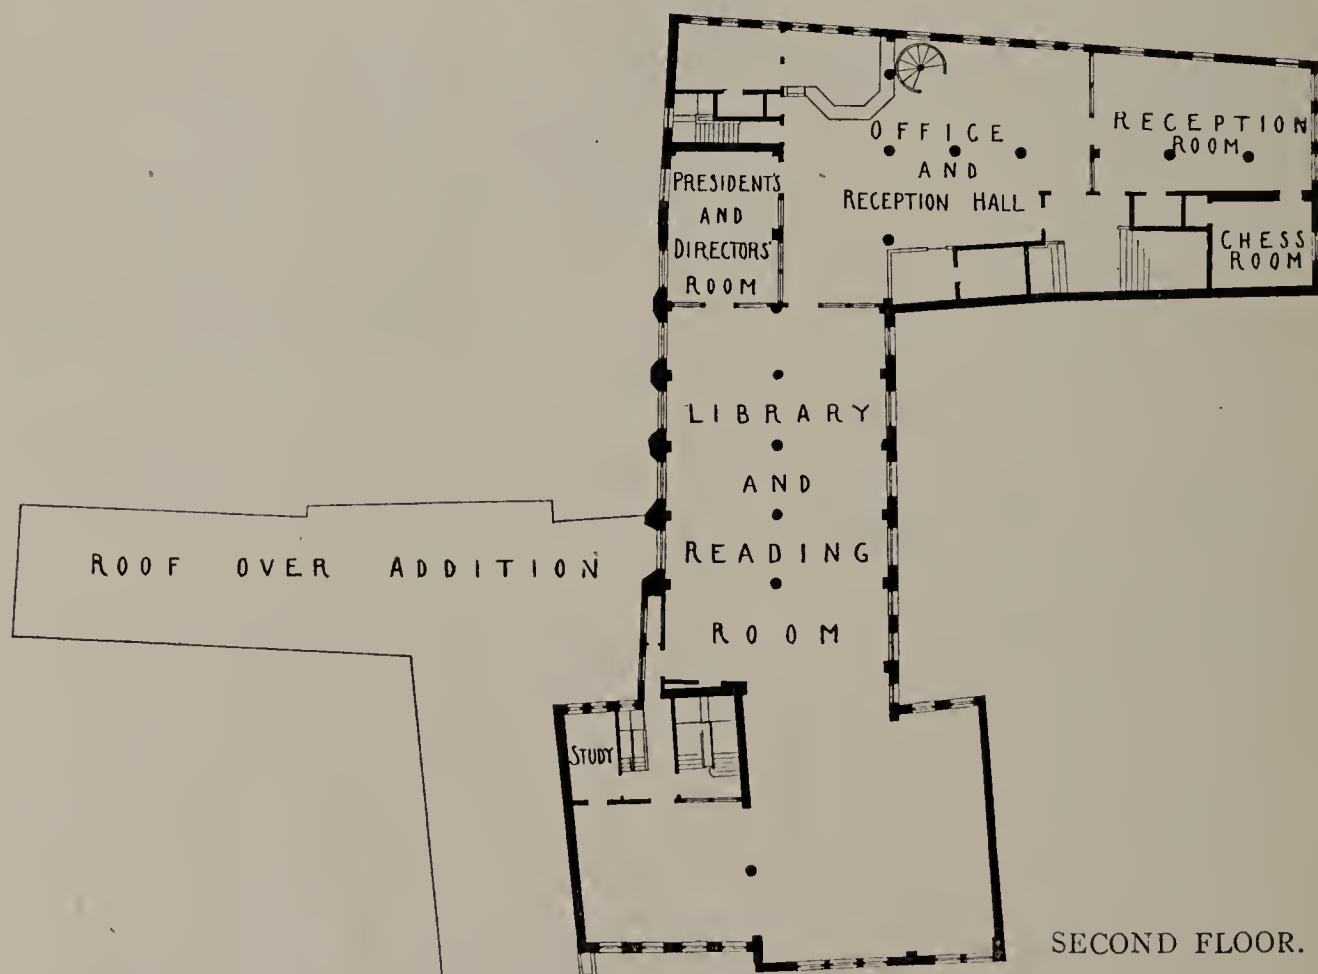 OFFICE
AND
RECEPTION HALL
RECEPTION
ROOM
PRESIDENT'S
AND
DIRECTORS'
ROOM
CHESS
ROOM
LIBRARY
AND
READING
ROOM
ROOF OVER ADDITION
STUDY
SECOND FLOOR.